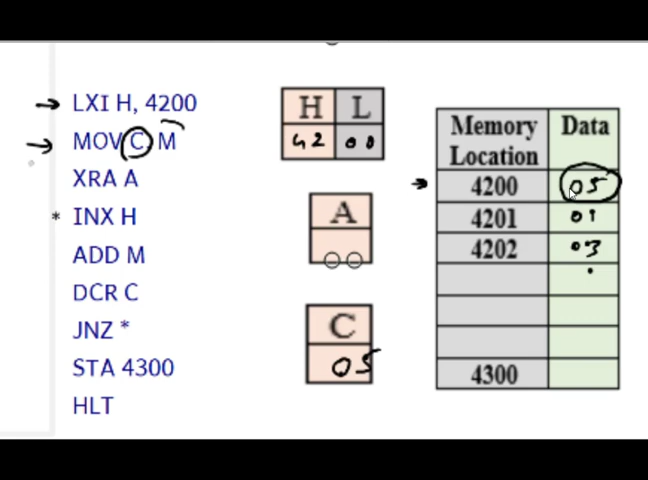 LXI H, 4200
MOV C, M
XRA A
* INX H
ADD M
DCR C
JNZ *
STA 4300
HLT
H L
42 00
A
C
05
Memory Location Data
4200 05
4201 01
4202 03
4300